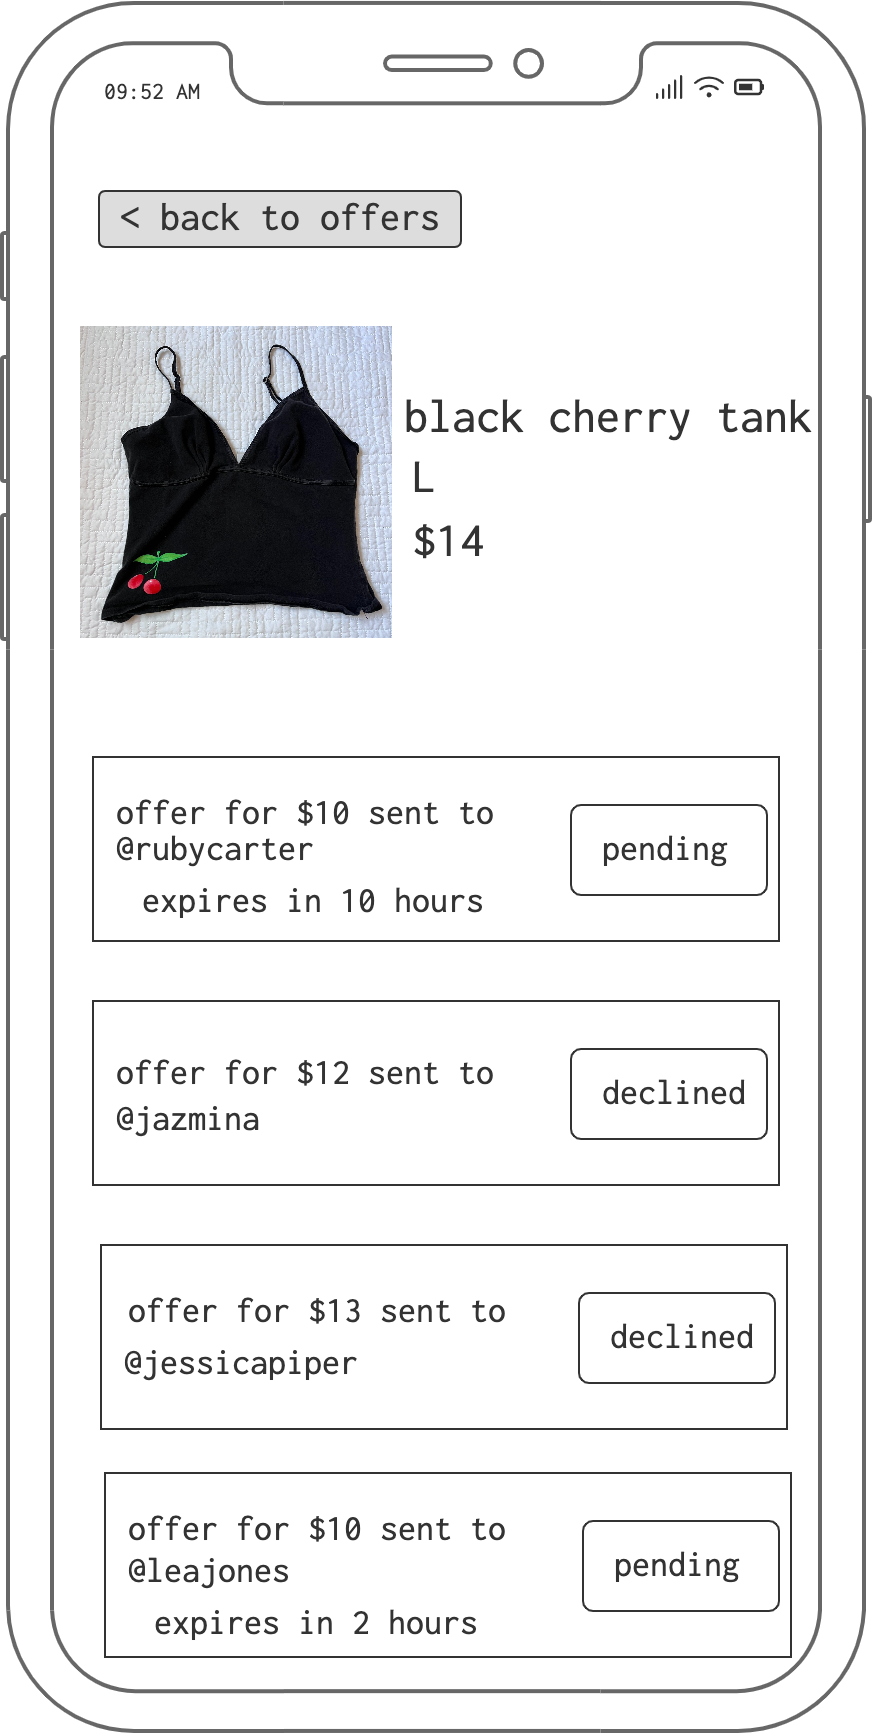 09:52 AM
< back to offers
black cherry tank
L
$14
offer for $10 sent to
@rubycarter
expires in 10 hours
pending
offer for $12 sent to
@jazmina
declined
offer for $13 sent to
@jessicapiper
declined
offer for $10 sent to
@leajones
expires in 2 hours
pending